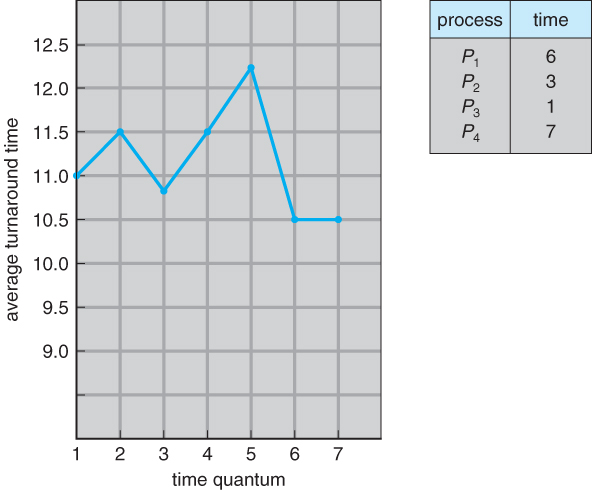 12.5
12.0
11.5
11.0
10.5
10.0
9.5
9.0
average turnaround time
1 2 3 4 5 6 7
time quantum
process time
P1 6
P2 3
P3 1
P4 7